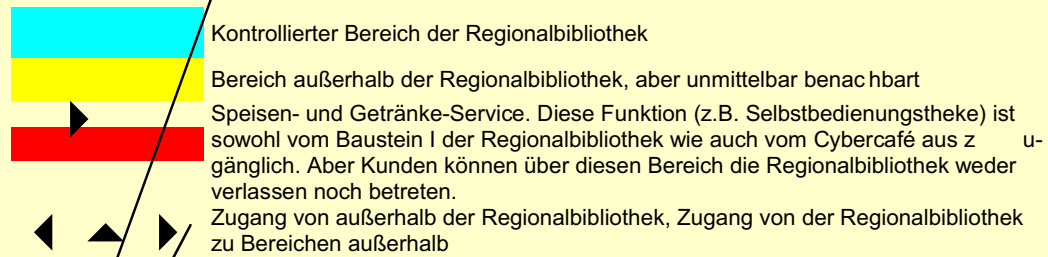 Kontrollierter Bereich der Regionalbibliothek
Bereich außerhalb der Regionalbibliothek, aber unmittelbar benac hbart
Speisen- und Getränke-Service. Diese Funktion (z.B. Selbstbedienungstheke) ist
sowohl vom Baustein I der Regionalbibliothek wie auch vom Cybercafé aus z u-
gänglich. Aber Kunden können über diesen Bereich die Regionalbibliothek weder
verlassen noch betreten.
Zugang von außerhalb der Regionalbibliothek, Zugang von der Regionalbibliothek
zu Bereichen außerhalb